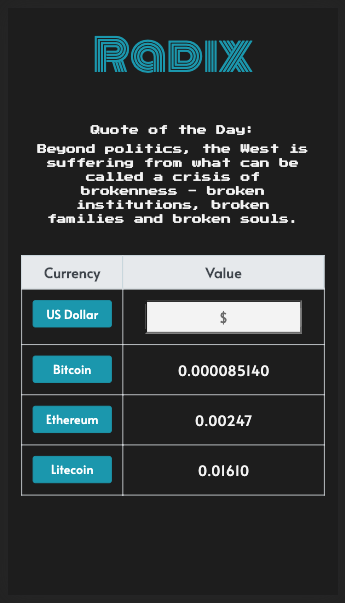 Radix
Quote of the Day:
Beyond politics, the West is
suffering from what can be
called a crisis of
brokenness - broken
institutions, broken
families and broken souls.
Currency Value
US Dollar $
Bitcoin 0.000085140
Ethereum 0.00247
Litecoin 0.01610